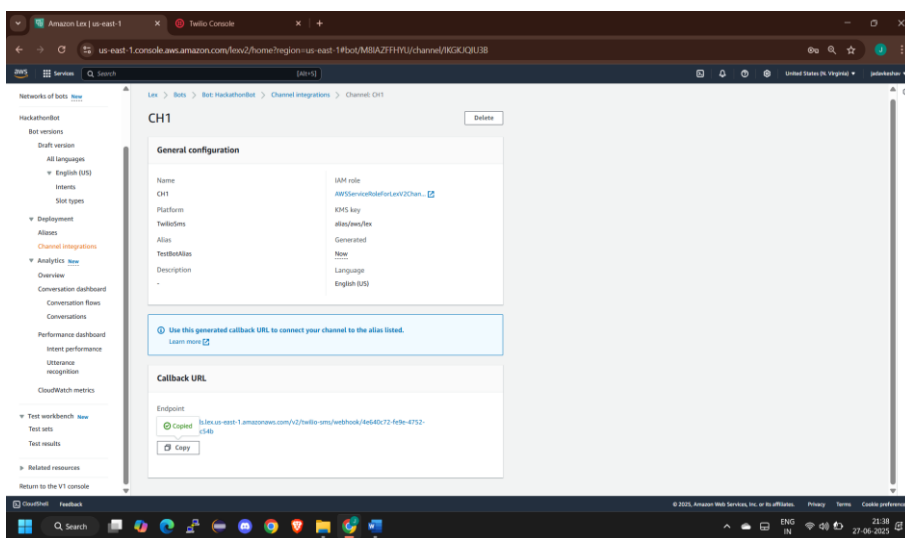 Amazon Lex | us-east-1
Twilio Console
us-east-1.console.aws.amazon.com/lexv2/home?region=us-east-1#bot/M8IAZFFHYU/channel/IKGKJQIU3B
aws
Services
Search
[Alt+S]
United States (N. Virginia)
Networks of bots New
HackathonBot
Bot versions
Draft version
All languages
English (US)
Intents
Slot types
Deployment
Aliases
Channel integrations
Analytics New
Overview
Conversation dashboard
Conversation flows
Conversations
Performance dashboard
Intent performance
Utterance
recognition
CloudWatch metrics
Test workbench New
Test sets
Test results
Related resources
Return to the V1 console
Lex > Bots > Bot: HackathonBot > Channel integrations > Channel: CH1
CH1
Delete
General configuration
Name
CH1
Platform
TwilioSms
Alias
TestBotAlias
Description
-
IAM role
AWSServiceRoleForLexV2Chan...
KMS key
alias/aws/lex
Generated
Now
Language
English (US)
Use this generated callback URL to connect your channel to the alias listed.
Learn more
Callback URL
Endpoint
ls.lex.us-east-1.amazonaws.com/v2/twilio-sms/webhook/4e640c72-fe9e-4752-
c54b
Copied
Copy
CloudShell Feedback
© 2025, Amazon Web Services, Inc. or its affiliates. Privacy Terms Cookie preference
Search
ENG
IN
21:38
27-06-2025